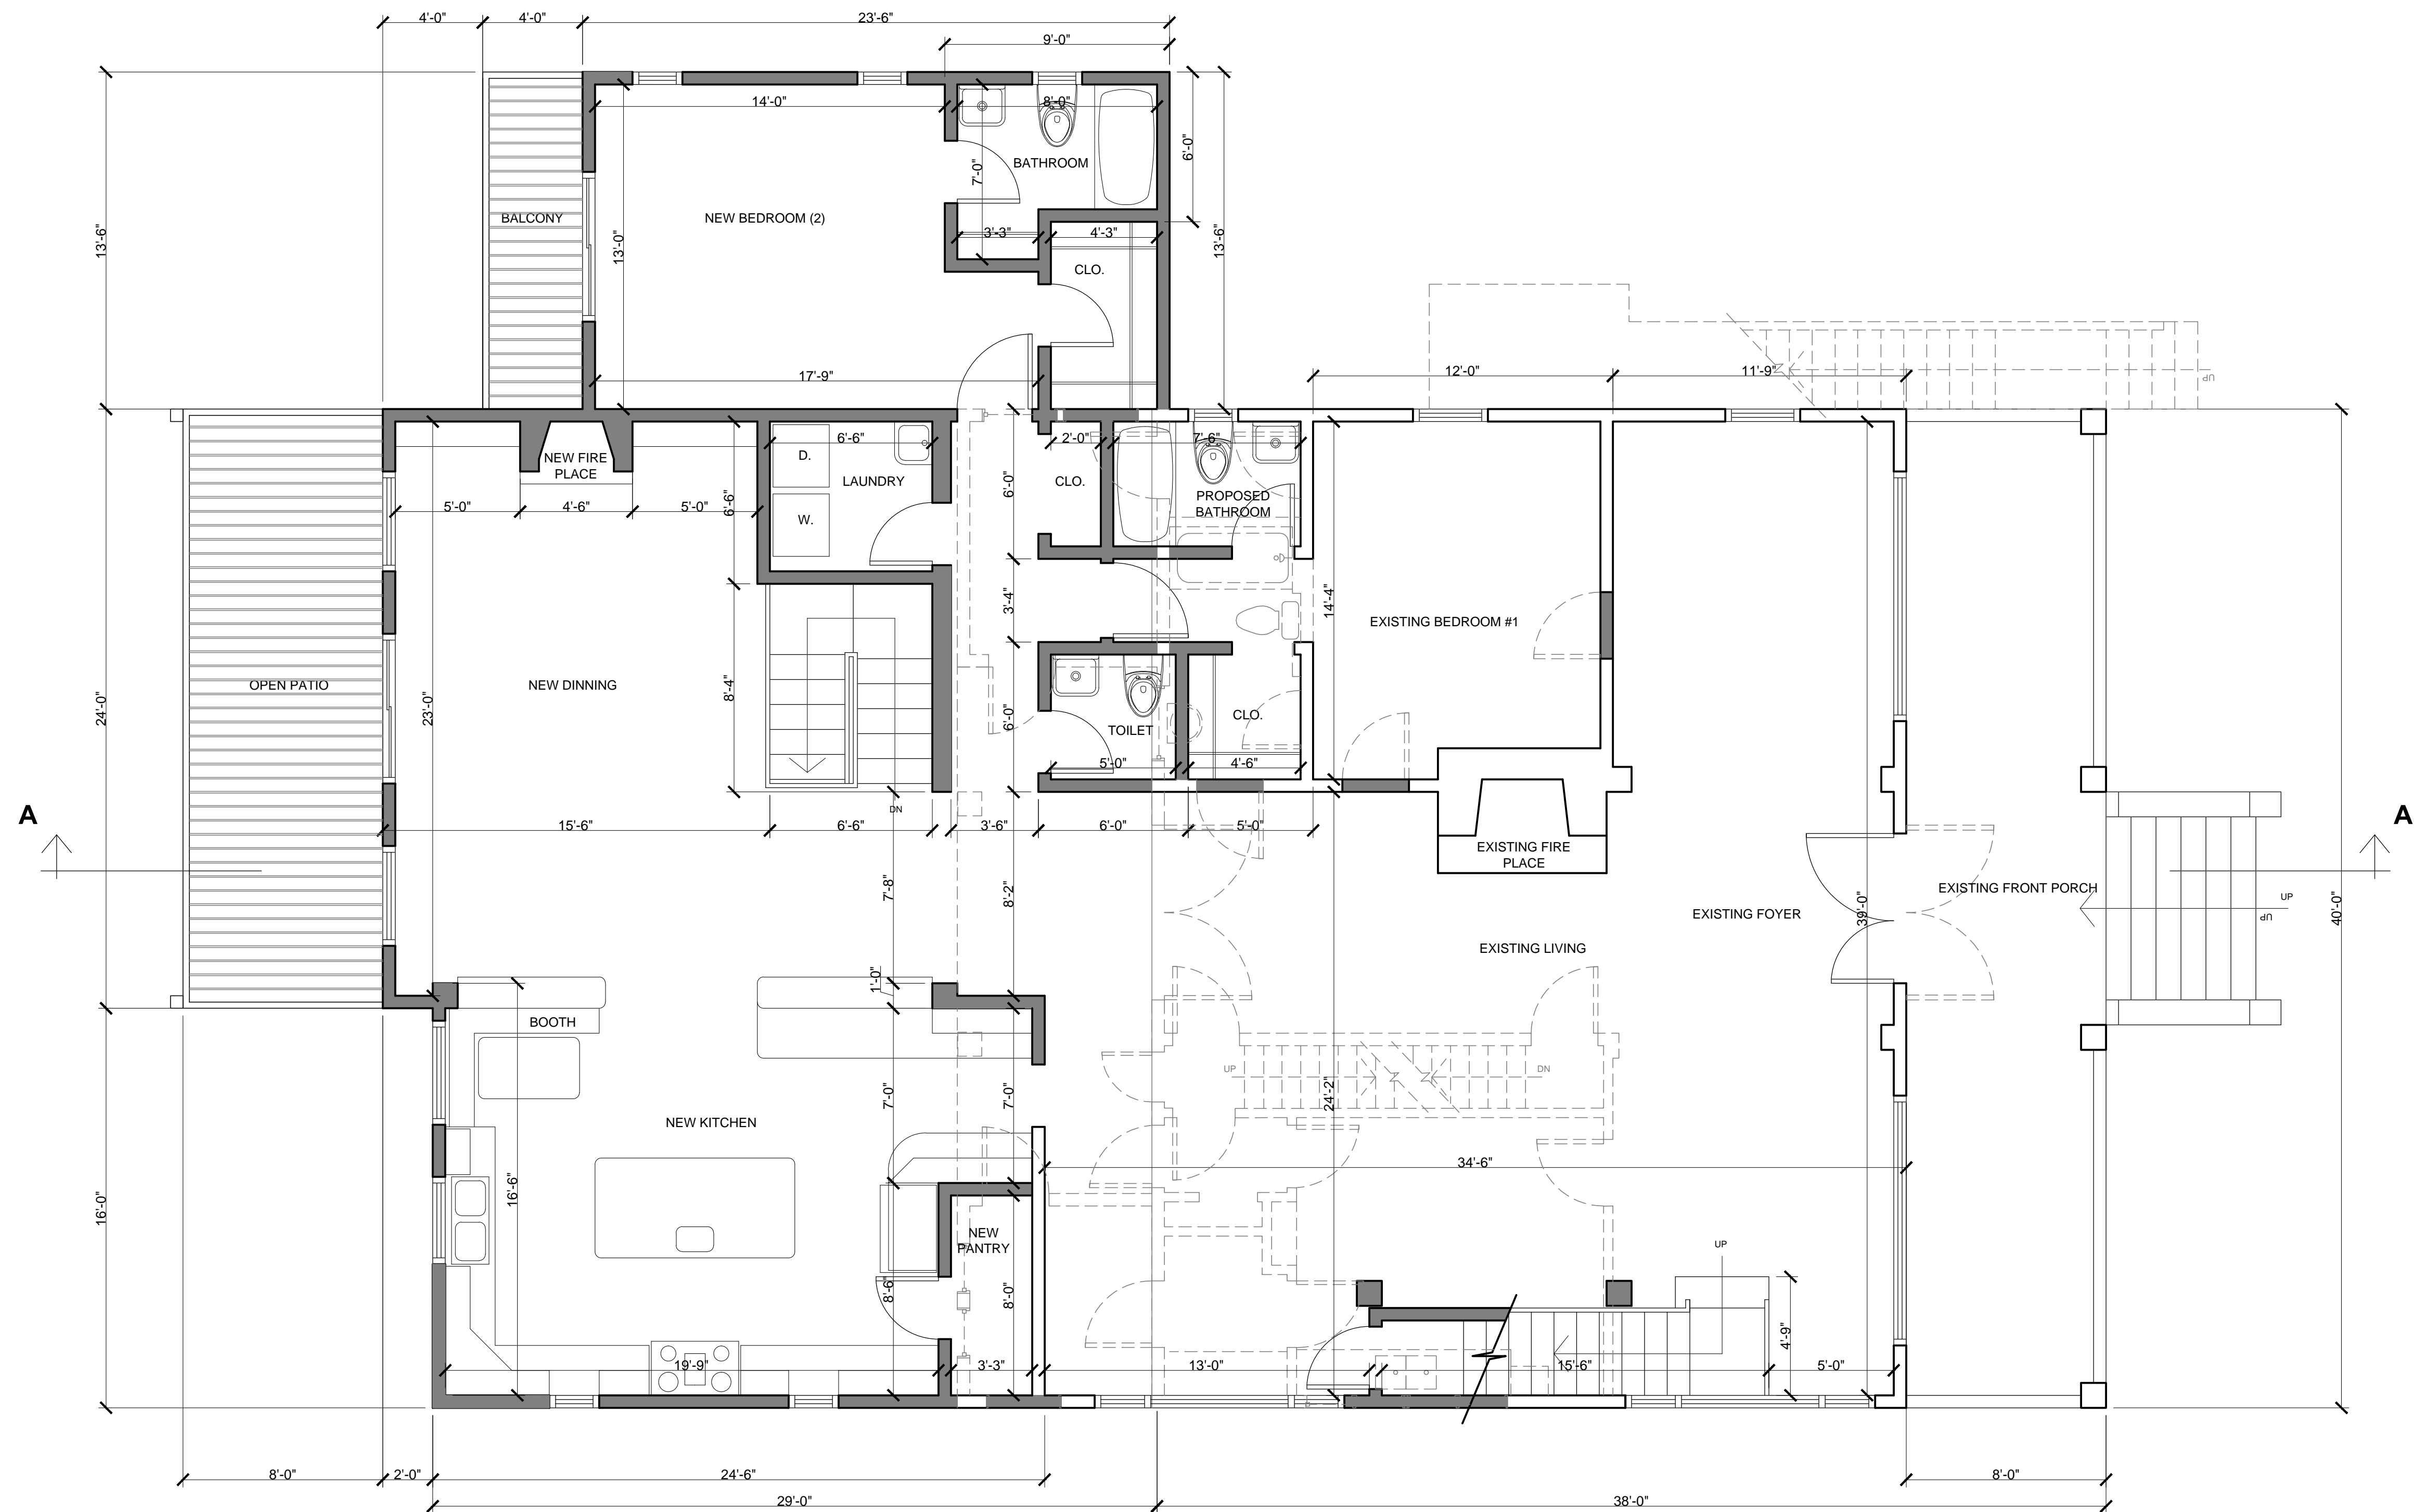 4'-0" 4'-0" 23'-6"
9'-0"
14'-0" 8'-0"
BATHROOM
7'-0"
6'-0"
BALCONY
NEW BEDROOM (2)
13'-6"
13'-0"
3'-3" 4'-3"
13'-6"
CLO.
17'-9"
12'-0" 11'-9"
UP
6'-6" 2'-0" 7'-6"
D.
NEW FIRE
PLACE
LAUNDRY
CLO.
6'-0"
PROPOSED
BATHROOM
5'-0" 4'-6" 5'-0"
6'-6"
W.
3'-4"
14'-4"
EXISTING BEDROOM #1
OPEN PATIO
NEW DINNING
8'-4"
24'-0"
23'-0"
6'-0"
TOILET
CLO.
5'-0" 4'-6"
A
A
DN
15'-6" 6'-6" 3'-6" 6'-0" 5'-0"
EXISTING FIRE
PLACE
7'-8"
8'-2"
EXISTING FRONT PORCH
UP
UP
EXISTING FOYER
39'-0"
40'-0"
EXISTING LIVING
1'-0"
BOOTH
UP
DN
7'-0"
7'-0"
24'-2"
NEW KITCHEN
34'-6"
16'-0"
16'-6"
NEW
PANTRY
UP
8'-6"
8'-0"
4'-9"
19'-9" 3'-3" 13'-0" 15'-6" 5'-0"
8'-0" 2'-0" 24'-6" 8'-0"
29'-0" 38'-0"